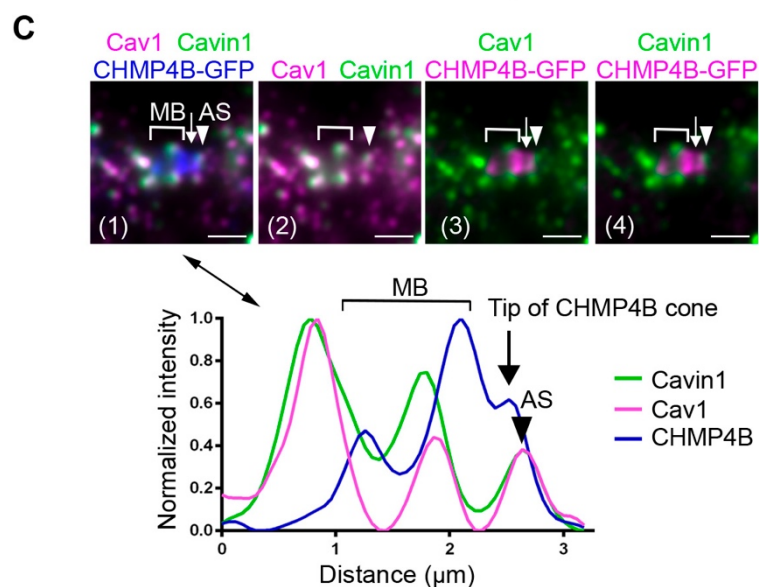 C
Cav1 Cavin1
CHMP4B-GFP
Cav1 Cavin1
Cav1
CHMP4B-GFP
Cavin1
CHMP4B-GFP
MB AS
(1)
(2)
(3)
(4)
MB
Tip of CHMP4B cone
AS
Normalized intensity
1.0
0.8
0.6
0.4
0.2
0.0
0 1 2 3
Distance (µm)
Cavin1
Cav1
CHMP4B